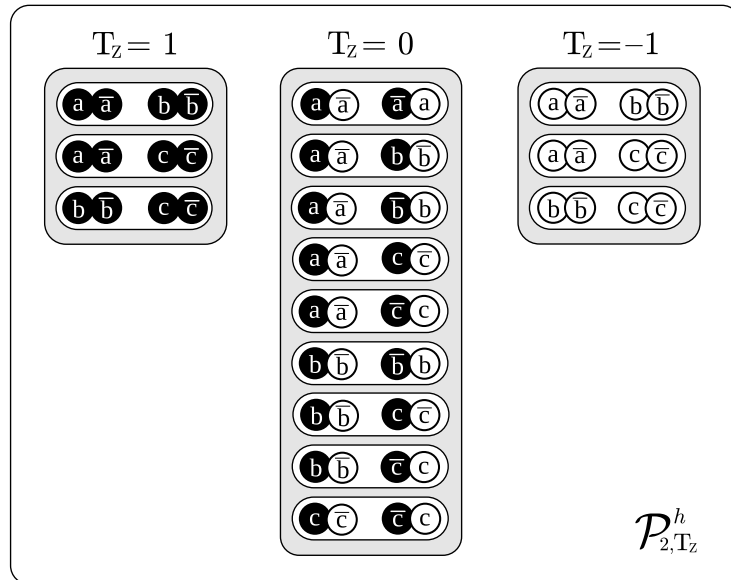 T_Z = 1
a a̅ b b̅
a a̅ c c̅
b b̅ c c̅
T_Z = 0
a a̅ a̅ a
a a̅ b b̅
a a̅ b̅ b
a a̅ c c̅
a a̅ c̅ c
b b̅ b̅ b
b b̅ c c̅
b b̅ c̅ c
c c̅ c̅ c
T_Z = –1
a a̅ b b̅
a a̅ c c̅
b b̅ c c̅
𝒫^h_{2,T_Z}